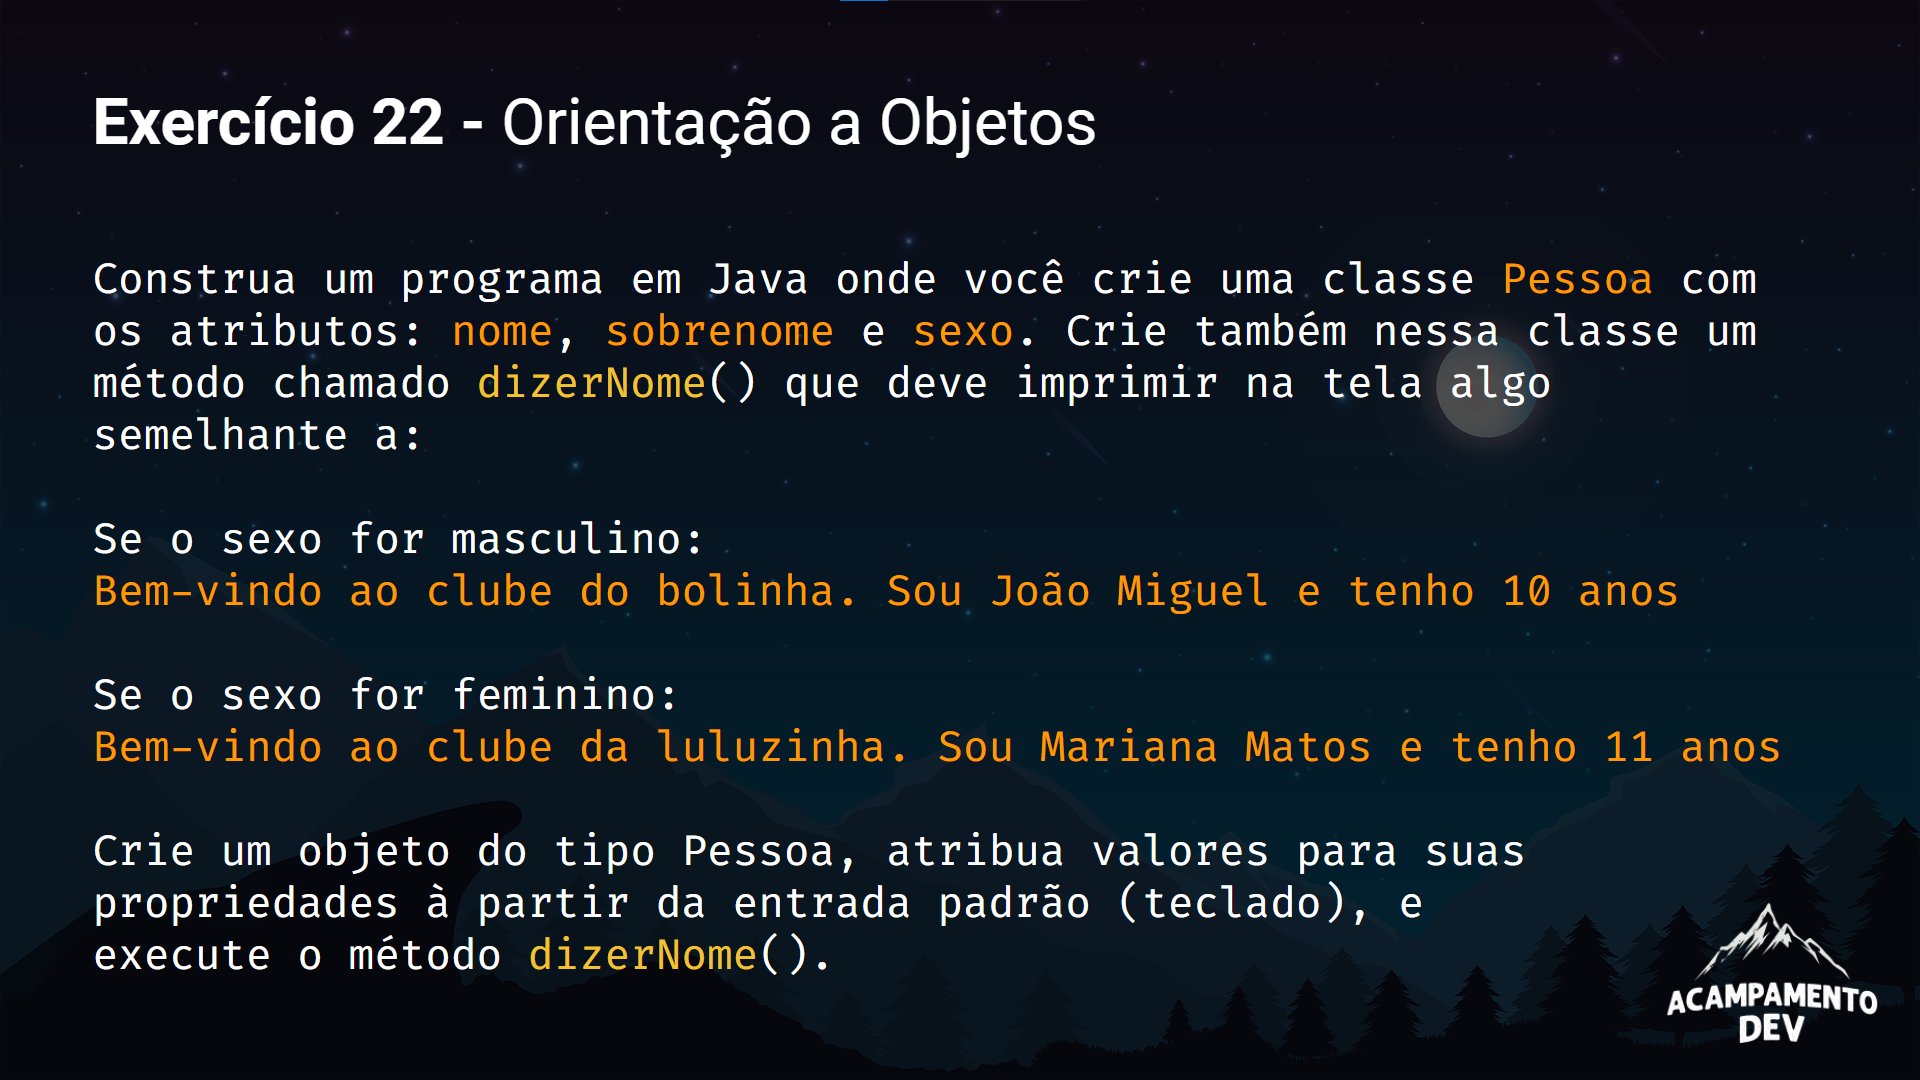 Exercício 22 - Orientação a Objetos
Construa um programa em Java onde você crie uma classe Pessoa com
os atributos: nome, sobrenome e sexo. Crie também nessa classe um
método chamado dizerNome() que deve imprimir na tela algo
semelhante a:
Se o sexo for masculino:
Bem-vindo ao clube do bolinha. Sou João Miguel e tenho 10 anos
Se o sexo for feminino:
Bem-vindo ao clube da luluzinha. Sou Mariana Matos e tenho 11 anos
Crie um objeto do tipo Pessoa, atribua valores para suas
propriedades à partir da entrada padrão (teclado), e
execute o método dizerNome().
ACAMPAMENTO
DEV